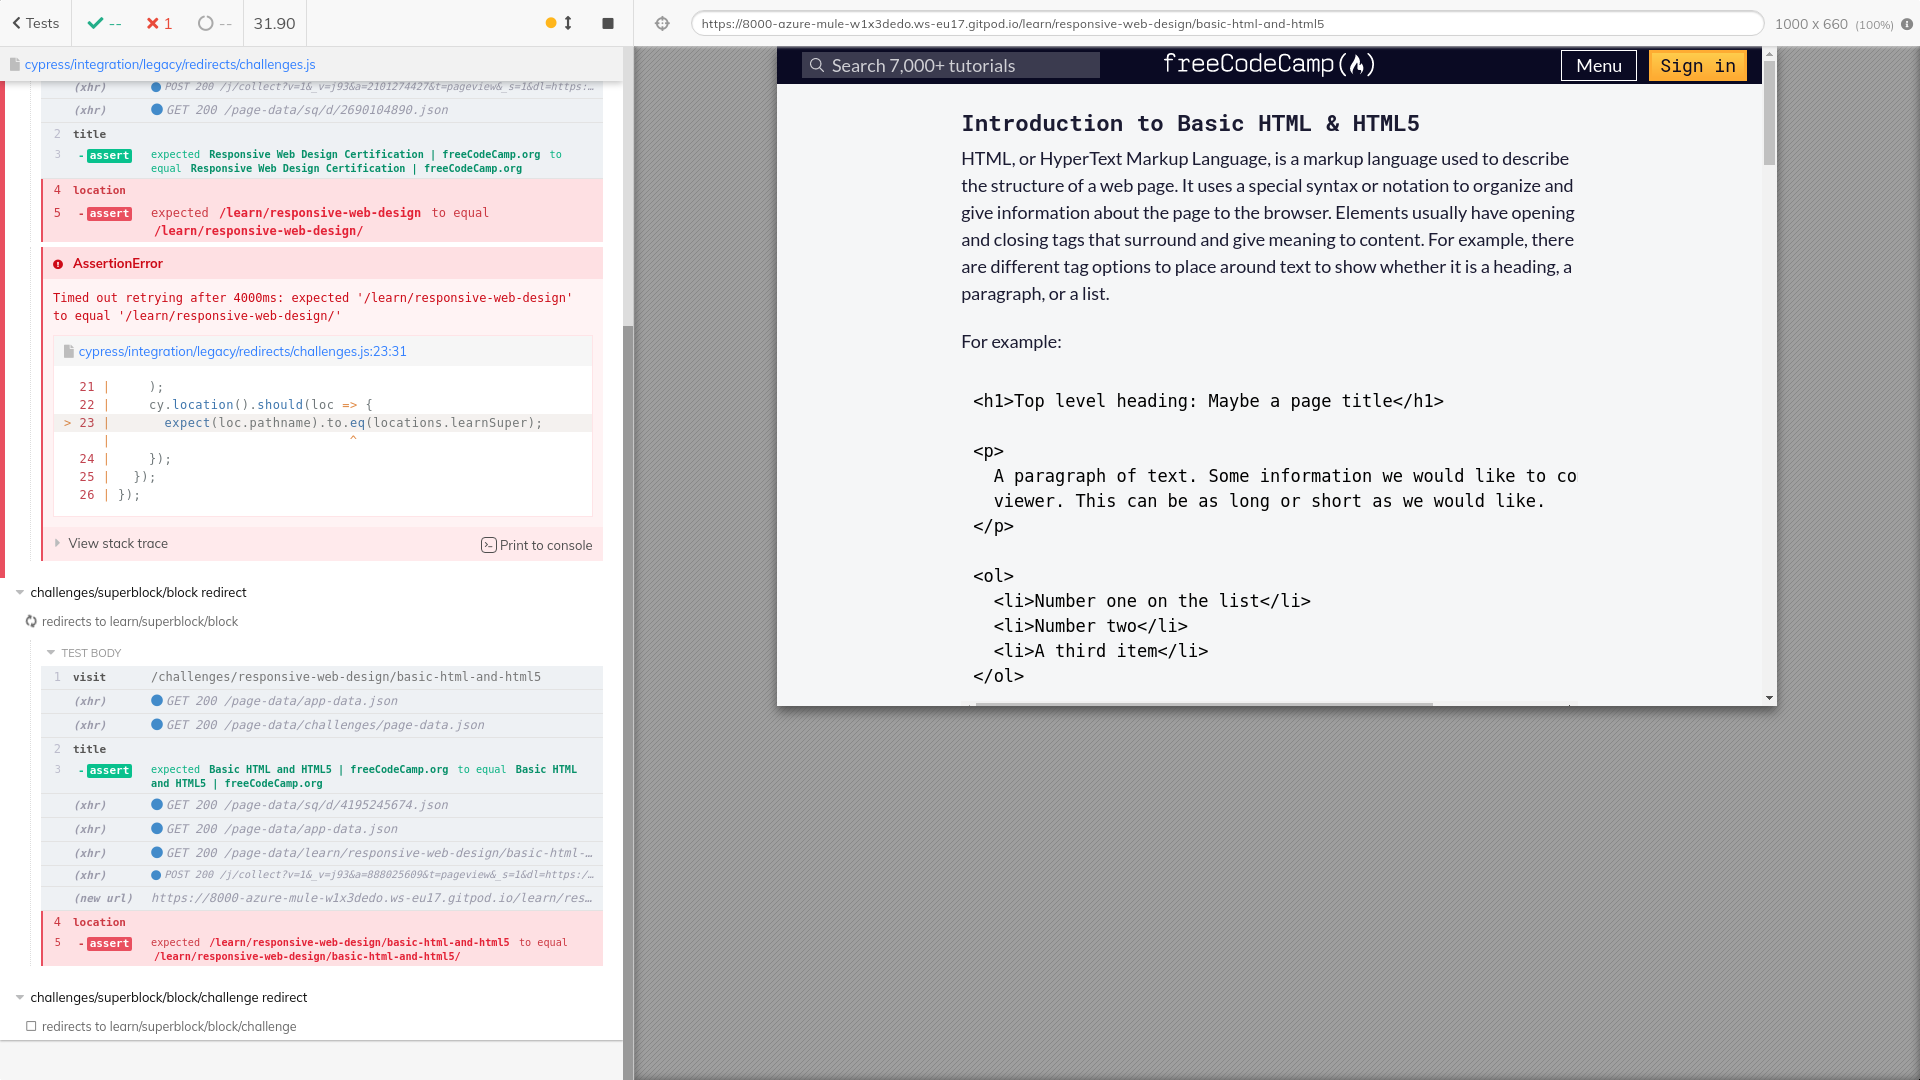 Tests
--
1
--
31.90
https://8000-azure-mule-w1x3dedo.ws-eu17.gitpod.io/learn/responsive-web-design/basic-html-and-html5
1000 x 660 (100%)
cypress/integration/legacy/redirects/challenges.js
(xhr) POST 200 /j/collect?v=1&_v=j93&a=2101274427&t=pageview&_s=1&dl=https:…
(xhr) GET 200 /page-data/sq/d/2690104890.json
2 title
3 -assert expected Responsive Web Design Certification | freeCodeCamp.org to
equal Responsive Web Design Certification | freeCodeCamp.org
4 location
5 -assert expected /learn/responsive-web-design to equal
/learn/responsive-web-design/
AssertionError
Timed out retrying after 4000ms: expected '/learn/responsive-web-design'
to equal '/learn/responsive-web-design/'
cypress/integration/legacy/redirects/challenges.js:23:31
21 |     );
22 |     cy.location().should(loc => {
> 23 |       expect(loc.pathname).to.eq(locations.learnSuper);
|                               ^
24 |     });
25 |   });
26 | });
View stack trace
Print to console
challenges/superblock/block redirect
redirects to learn/superblock/block
TEST BODY
1 visit /challenges/responsive-web-design/basic-html-and-html5
(xhr) GET 200 /page-data/app-data.json
(xhr) GET 200 /page-data/challenges/page-data.json
2 title
3 -assert expected Basic HTML and HTML5 | freeCodeCamp.org to equal Basic HTML
and HTML5 | freeCodeCamp.org
(xhr) GET 200 /page-data/sq/d/4195245674.json
(xhr) GET 200 /page-data/app-data.json
(xhr) GET 200 /page-data/learn/responsive-web-design/basic-html-…
(xhr) POST 200 /j/collect?v=1&_v=j93&a=888025609&t=pageview&_s=1&dl=https:/…
(new url) https://8000-azure-mule-w1x3dedo.ws-eu17.gitpod.io/learn/res…
4 location
5 -assert expected /learn/responsive-web-design/basic-html-and-html5 to equal
/learn/responsive-web-design/basic-html-and-html5/
challenges/superblock/block/challenge redirect
redirects to learn/superblock/block/challenge
Search 7,000+ tutorials
freeCodeCamp
Menu
Sign in
Introduction to Basic HTML & HTML5
HTML, or HyperText Markup Language, is a markup language used to describe
the structure of a web page. It uses a special syntax or notation to organize and
give information about the page to the browser. Elements usually have opening
and closing tags that surround and give meaning to content. For example, there
are different tag options to place around text to show whether it is a heading, a
paragraph, or a list.
For example:
<h1>Top level heading: Maybe a page title</h1>
<p>
A paragraph of text. Some information we would like to co
viewer. This can be as long or short as we would like.
</p>
<ol>
<li>Number one on the list</li>
<li>Number two</li>
<li>A third item</li>
</ol>